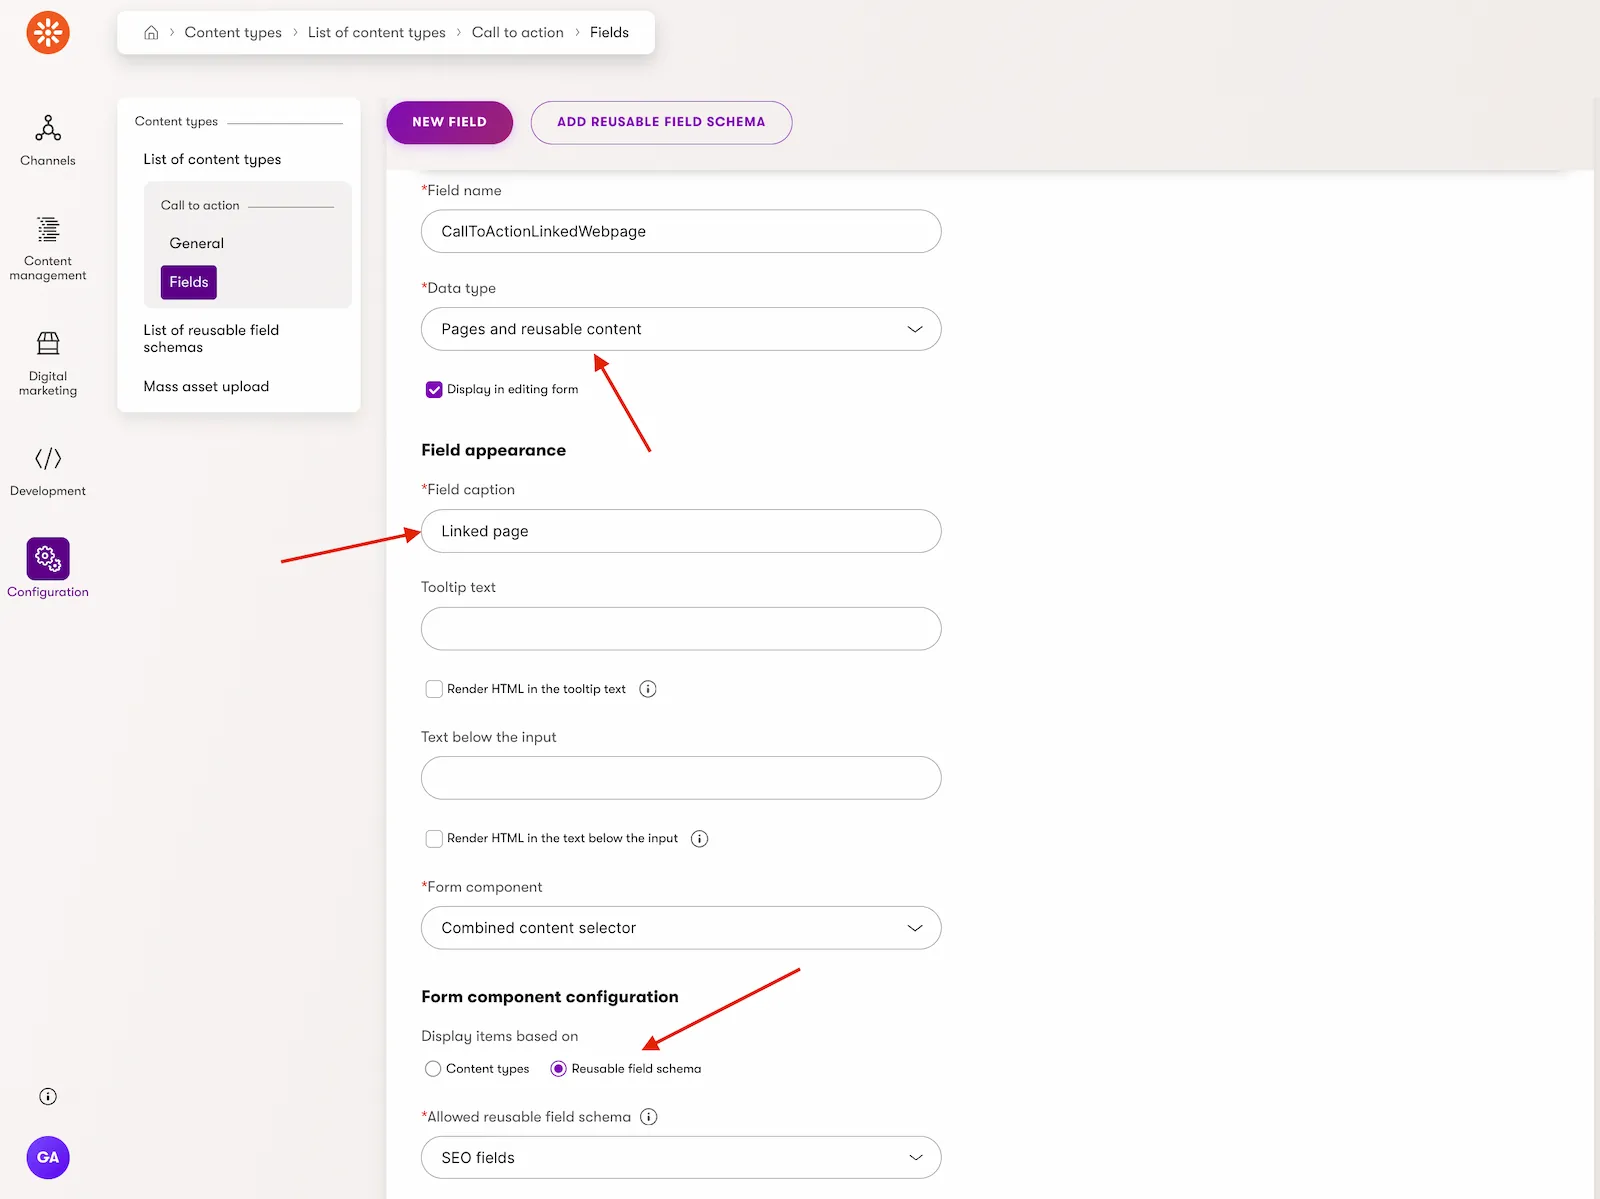 Content types
List of content types
Call to action
Fields
Channels
Content
management
Digital
marketing
Development
Configuration
GA
Content types
List of content types
Call to action
General
Fields
List of reusable field
schemas
Mass asset upload
NEW FIELD
ADD REUSABLE FIELD SCHEMA
*Field name
CallToActionLinkedWebpage
*Data type
Pages and reusable content
Display in editing form
Field appearance
*Field caption
Linked page
Tooltip text
Render HTML in the tooltip text
Text below the input
Render HTML in the text below the input
*Form component
Combined content selector
Form component configuration
Display items based on
Content types
Reusable field schema
*Allowed reusable field schema
SEO fields